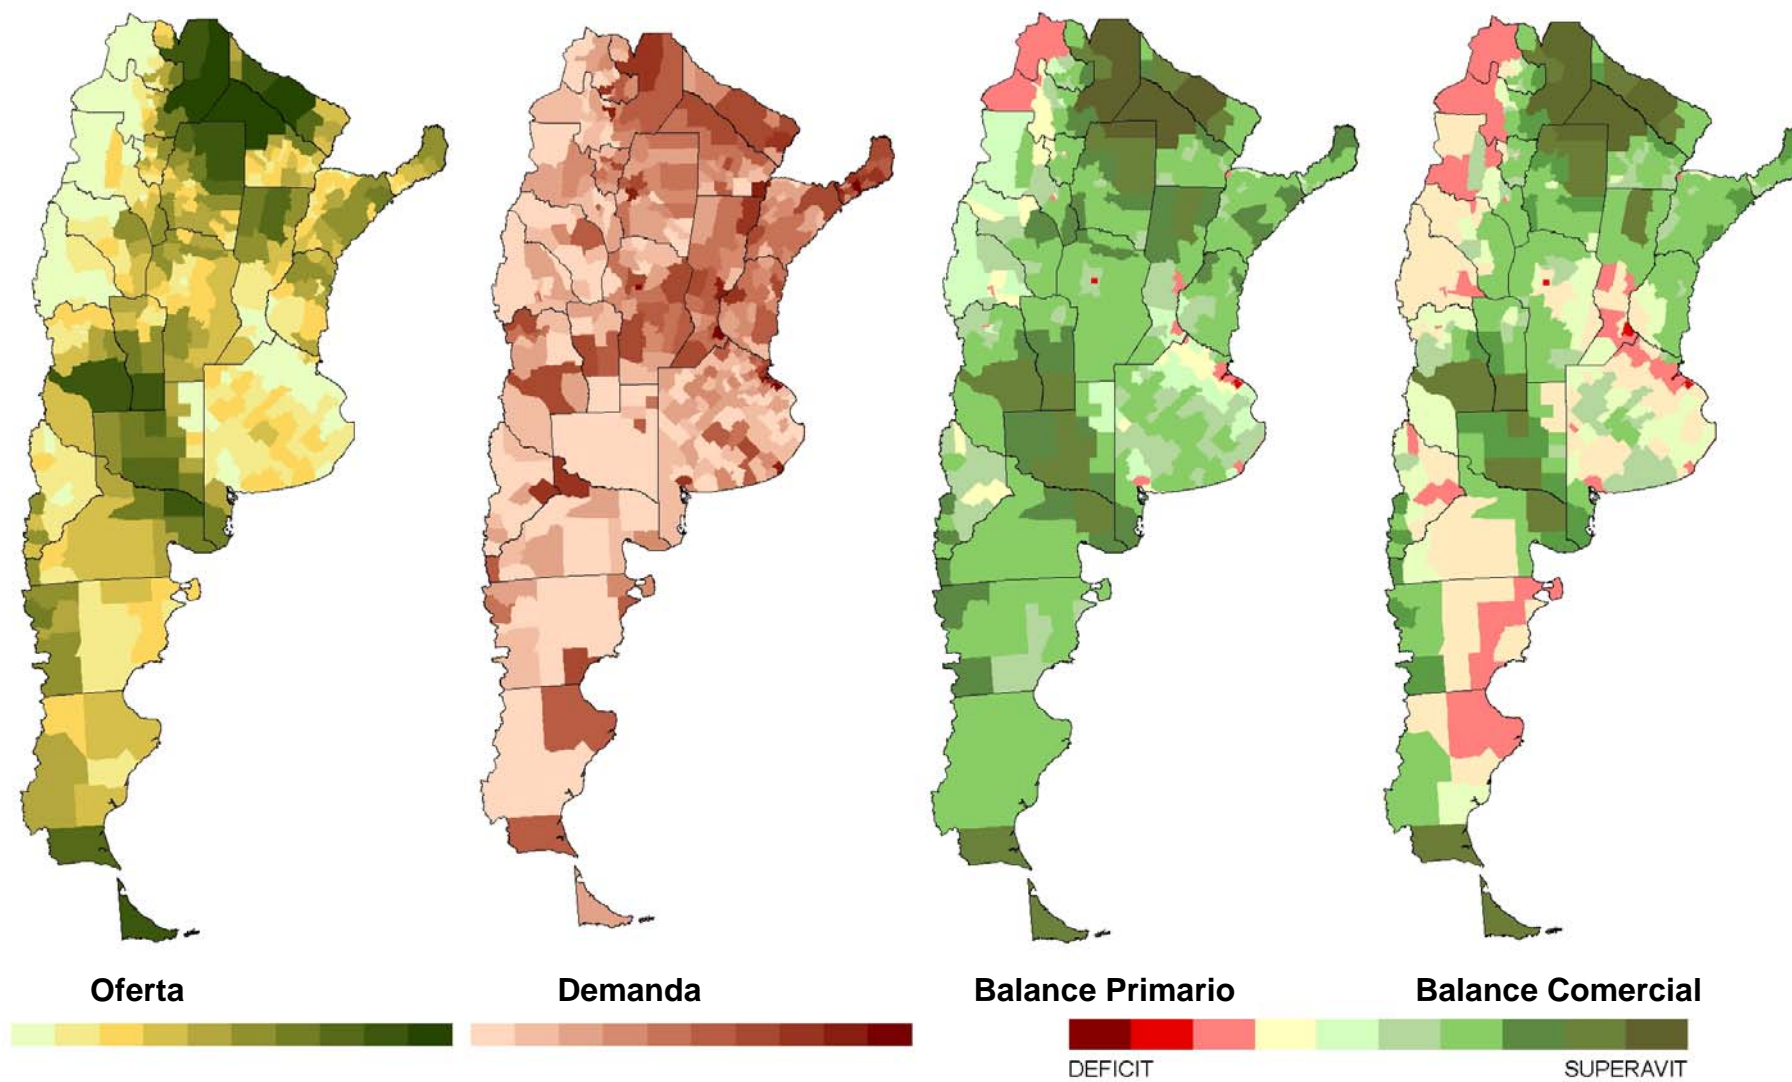 Oferta
Demanda
Balance Primario
Balance Comercial
DEFICIT
SUPERAVIT